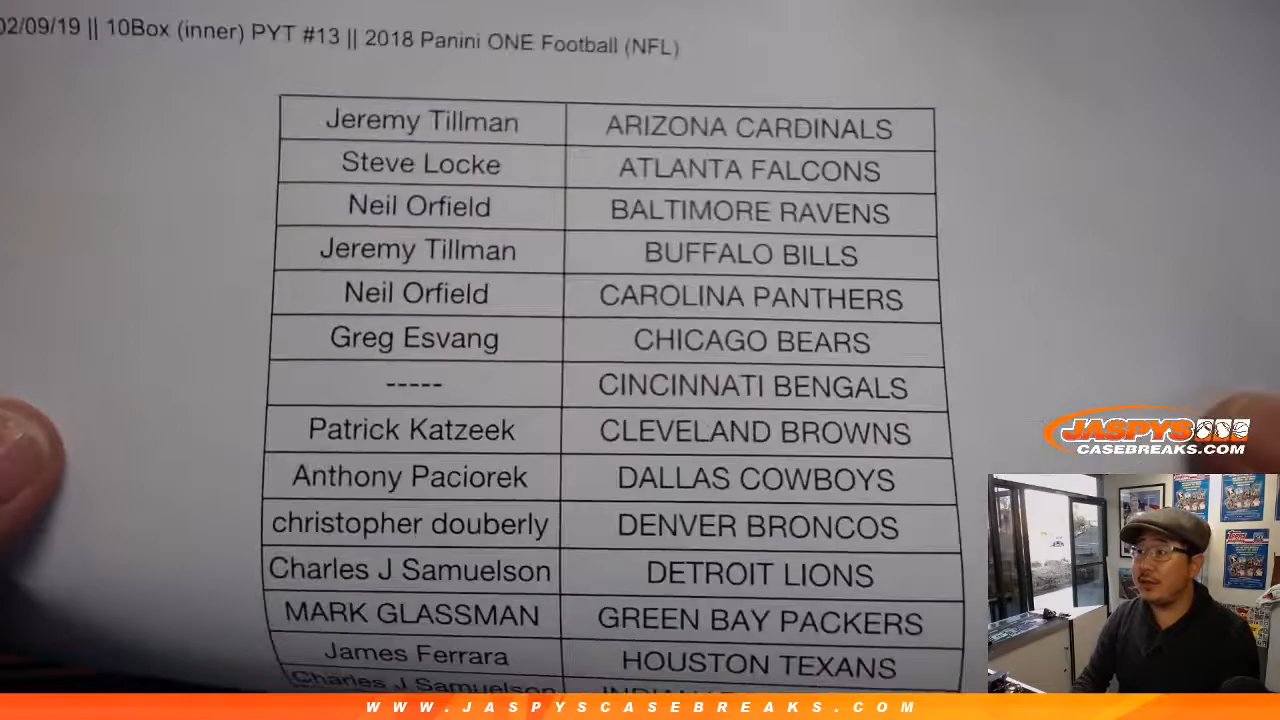 02/09/19 || 10Box (inner) PYT #13 || 2018 Panini ONE Football (NFL)
Jeremy Tillman ARIZONA CARDINALS
Steve Locke ATLANTA FALCONS
Neil Orfield BALTIMORE RAVENS
Jeremy Tillman BUFFALO BILLS
Neil Orfield CAROLINA PANTHERS
Greg Esvang CHICAGO BEARS
----- CINCINNATI BENGALS
Patrick Katzeek CLEVELAND BROWNS
Anthony Paciorek DALLAS COWBOYS
christopher douberly DENVER BRONCOS
Charles J Samuelson DETROIT LIONS
MARK GLASSMAN GREEN BAY PACKERS
James Ferrara HOUSTON TEXANS
Charles J Samuelson
JASPYS
CASEBREAKS.COM
WWW.JASPYSCASEBREAKS.COM